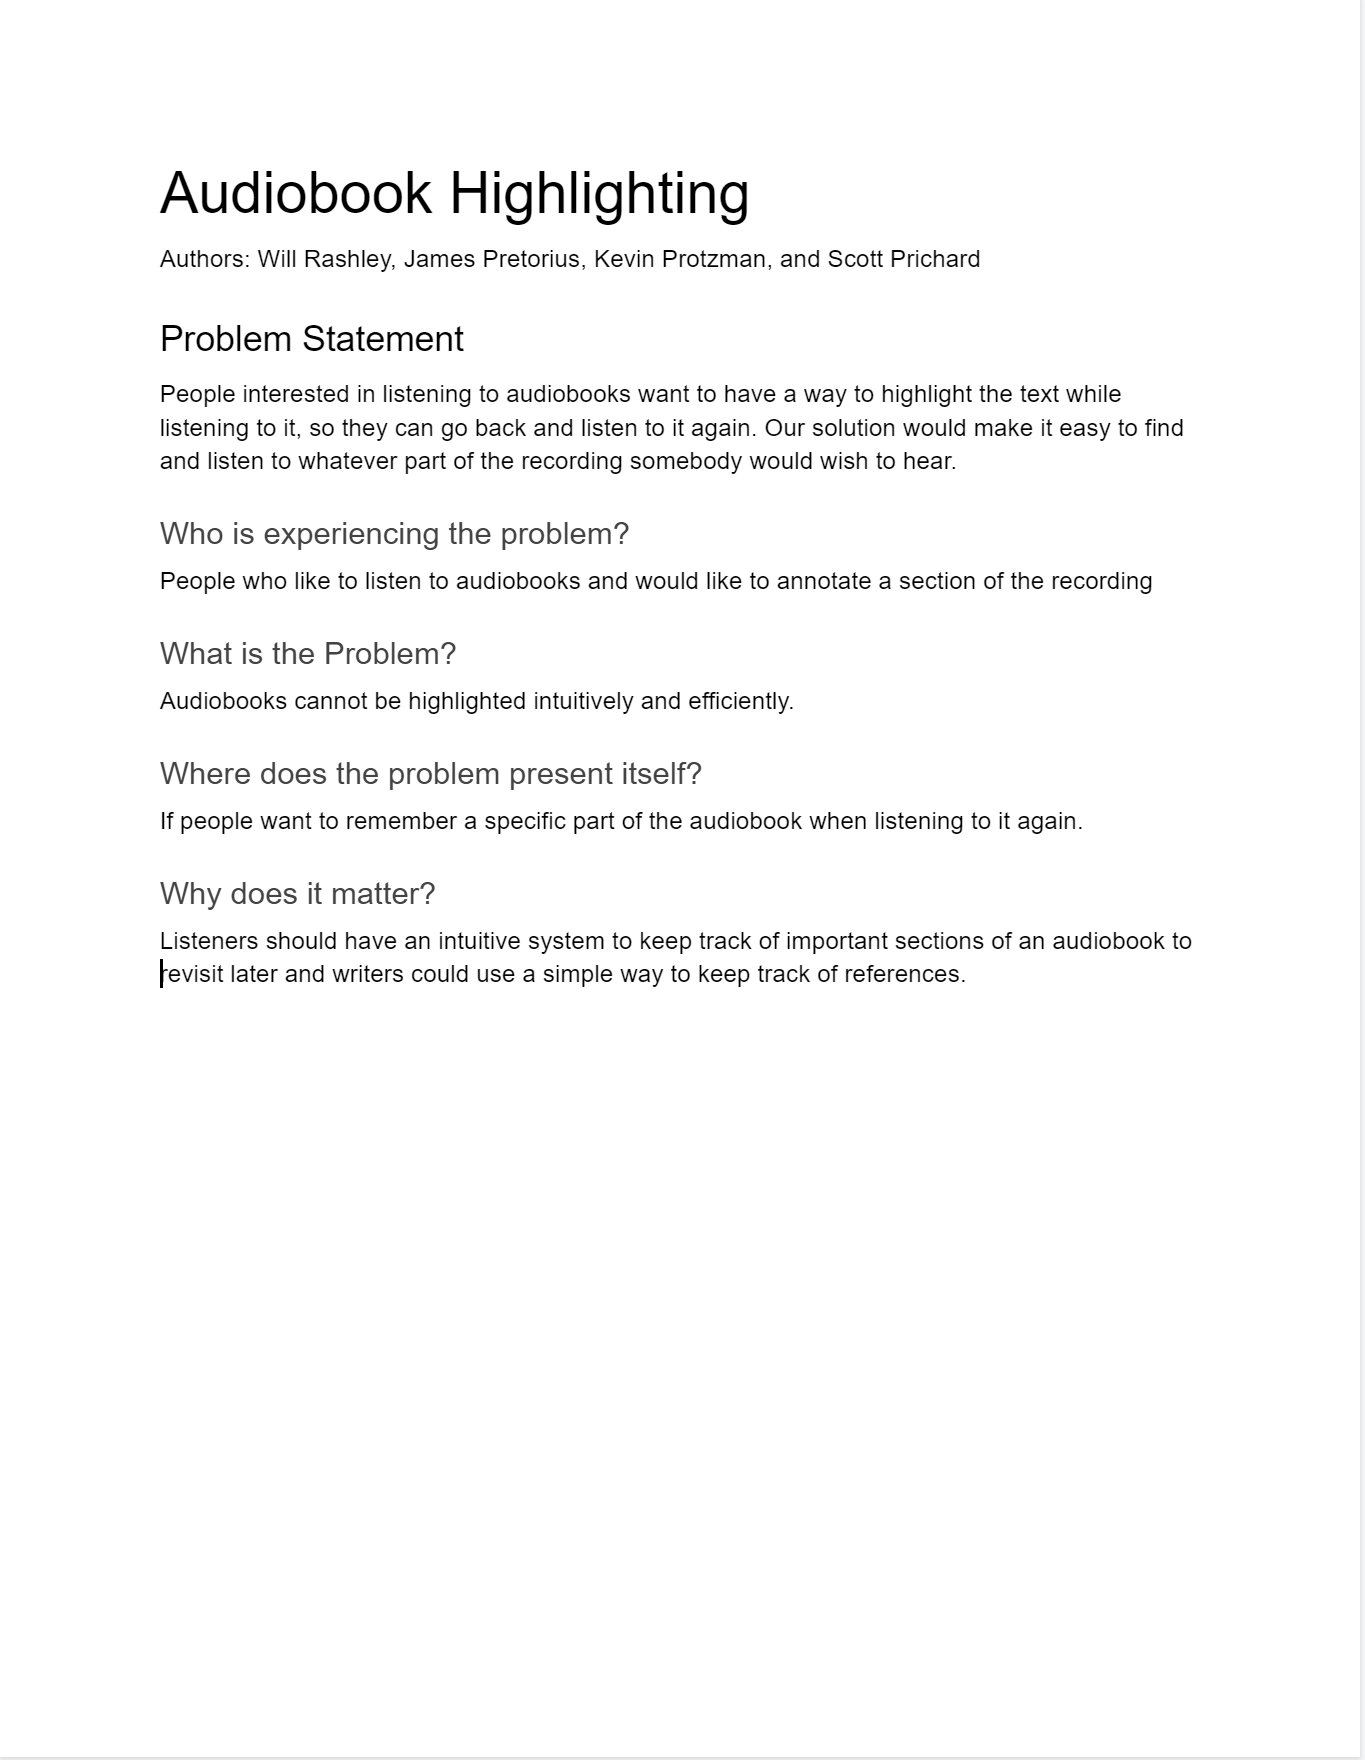 Audiobook Highlighting
Authors: Will Rashley, James Pretorius, Kevin Protzman, and Scott Prichard
Problem Statement
People interested in listening to audiobooks want to have a way to highlight the text while
listening to it, so they can go back and listen to it again. Our solution would make it easy to find
and listen to whatever part of the recording somebody would wish to hear.
Who is experiencing the problem?
People who like to listen to audiobooks and would like to annotate a section of the recording
What is the Problem?
Audiobooks cannot be highlighted intuitively and efficiently.
Where does the problem present itself?
If people want to remember a specific part of the audiobook when listening to it again.
Why does it matter?
Listeners should have an intuitive system to keep track of important sections of an audiobook to
revisit later and writers could use a simple way to keep track of references.